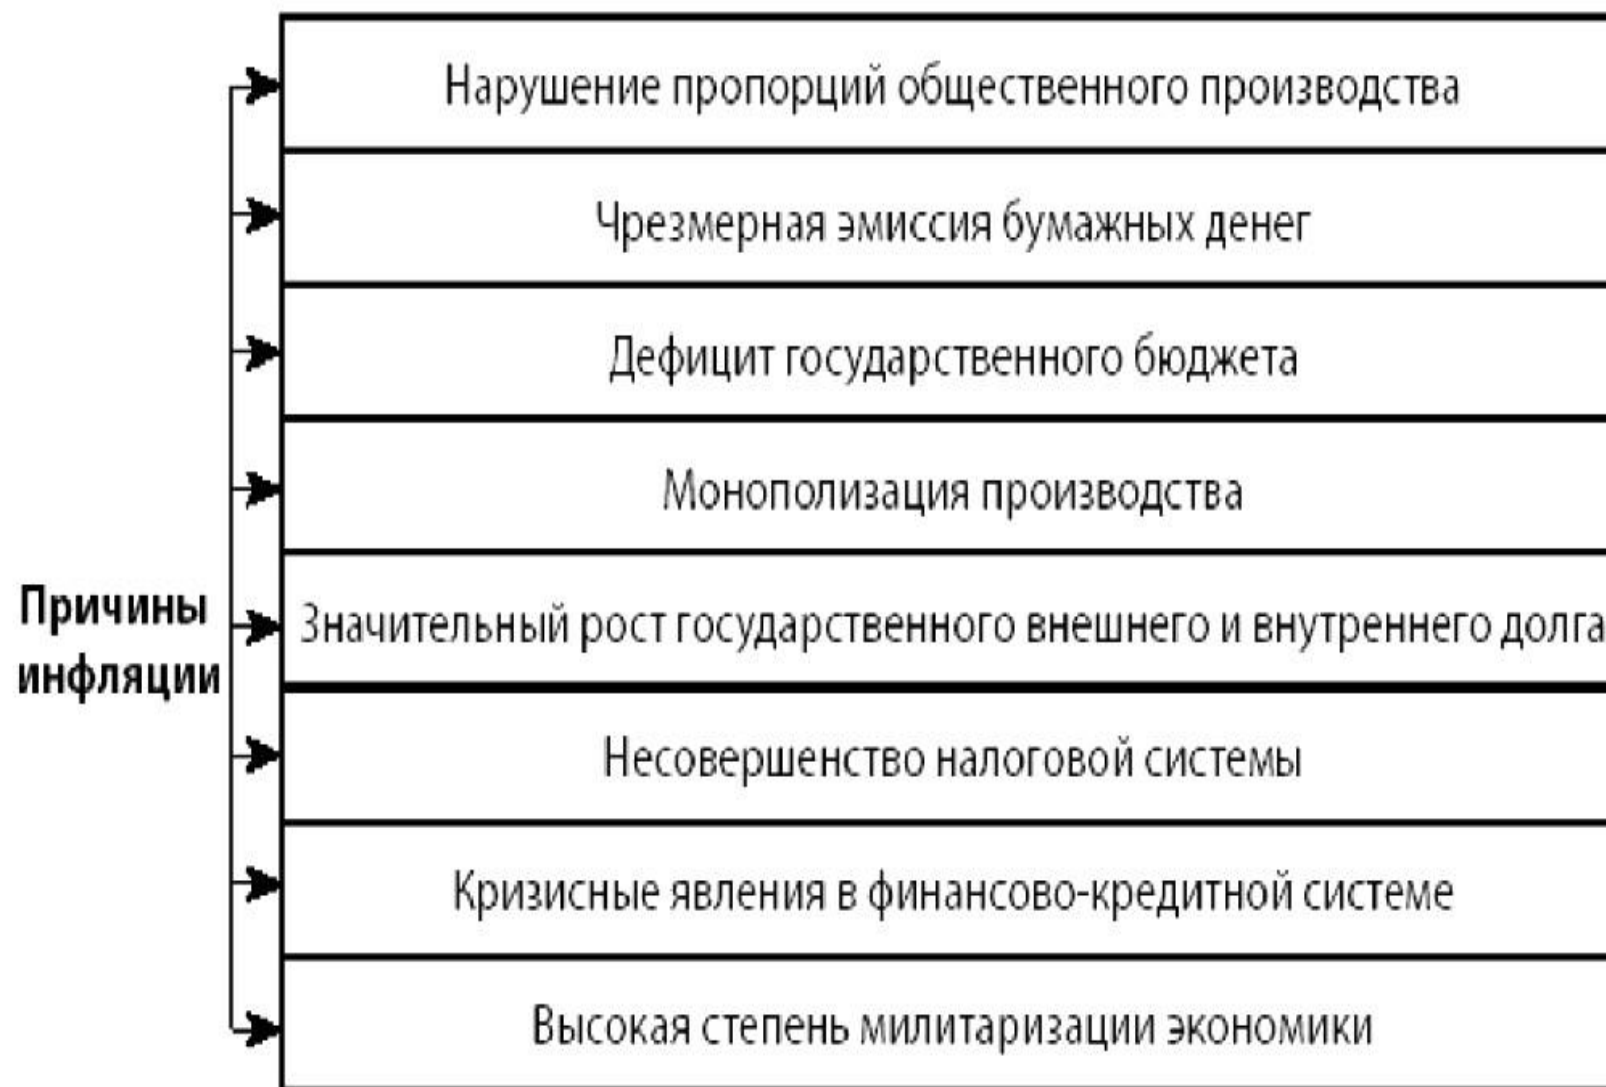 Нарушение пропорций общественного производства
Чрезмерная эмиссия бумажных денег
Дефицит государственного бюджета
Монополизация производства
Причины
инфляции
Значительный рост государственного внешнего и внутреннего долга
Несовершенство налоговой системы
Кризисные явления в финансово-кредитной системе
Высокая степень милитаризации экономики